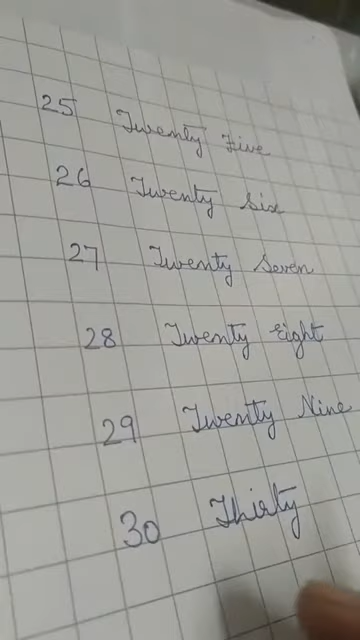 25 Twenty Five
26 Twenty Six
27 Twenty Seven
28 Twenty Eight
29 Twenty Nine
30 Thirty